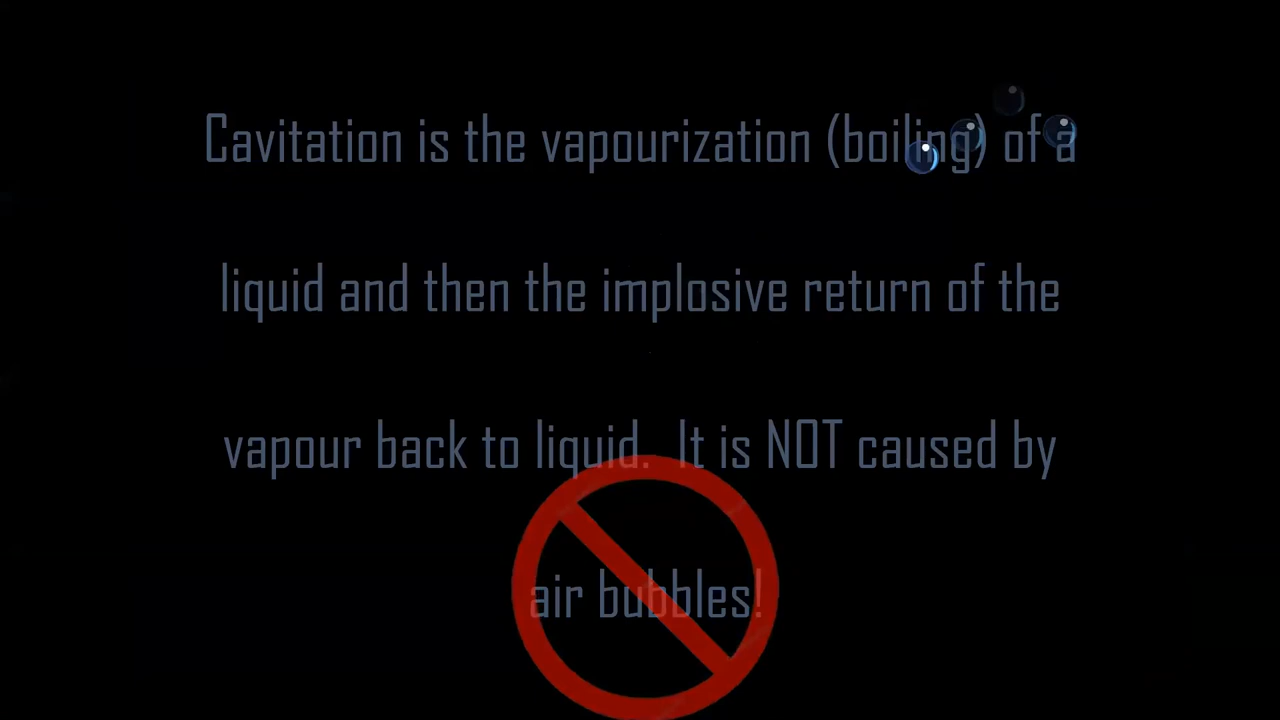 Cavitation is the vapourization (boiling) of a
liquid and then the implosive return of the
vapour back to liquid.  It is NOT caused by
air bubbles!